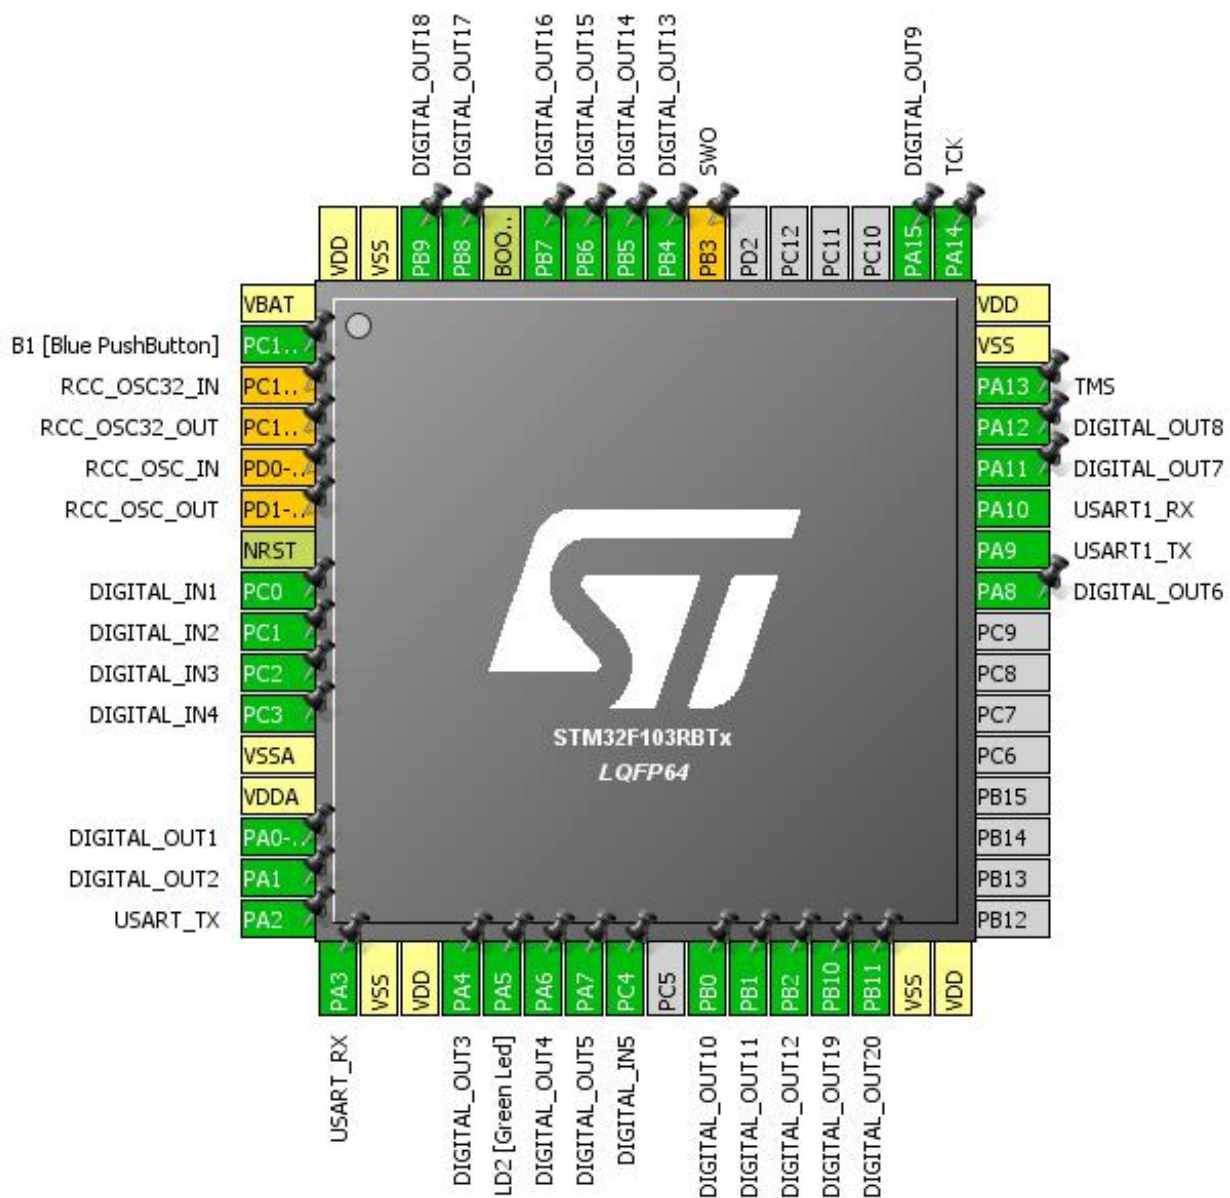 DIGITAL_OUT18
DIGITAL_OUT17
DIGITAL_OUT16
DIGITAL_OUT15
DIGITAL_OUT14
DIGITAL_OUT13
SWO
DIGITAL_OUT9
TCK
VDD
VSS
PB9
PB8
BOO..
PB7
PB6
PB5
PB4
PB3
PD2
PC12
PC11
PC10
PA15
PA14
VBAT
B1 [Blue PushButton] PC1..
RCC_OSC32_IN PC1..
RCC_OSC32_OUT PC1..
RCC_OSC_IN PD0-..
RCC_OSC_OUT PD1-..
NRST
DIGITAL_IN1 PC0
DIGITAL_IN2 PC1
DIGITAL_IN3 PC2
DIGITAL_IN4 PC3
VSSA
VDDA
DIGITAL_OUT1 PA0-..
DIGITAL_OUT2 PA1
USART_TX PA2
ST
STM32F103RBTx
LQFP64
VDD
VSS
PA13 TMS
PA12 DIGITAL_OUT8
PA11 DIGITAL_OUT7
PA10 USART1_RX
PA9 USART1_TX
PA8 DIGITAL_OUT6
PC9
PC8
PC7
PC6
PB15
PB14
PB13
PB12
PA3
VSS
VDD
PA4
PA5
PA6
PA7
PC4
PC5
PB0
PB1
PB2
PB10
PB11
VSS
VDD
USART_RX
DIGITAL_OUT3
LD2 [Green Led]
DIGITAL_OUT4
DIGITAL_OUT5
DIGITAL_IN5
DIGITAL_OUT10
DIGITAL_OUT11
DIGITAL_OUT12
DIGITAL_OUT19
DIGITAL_OUT20